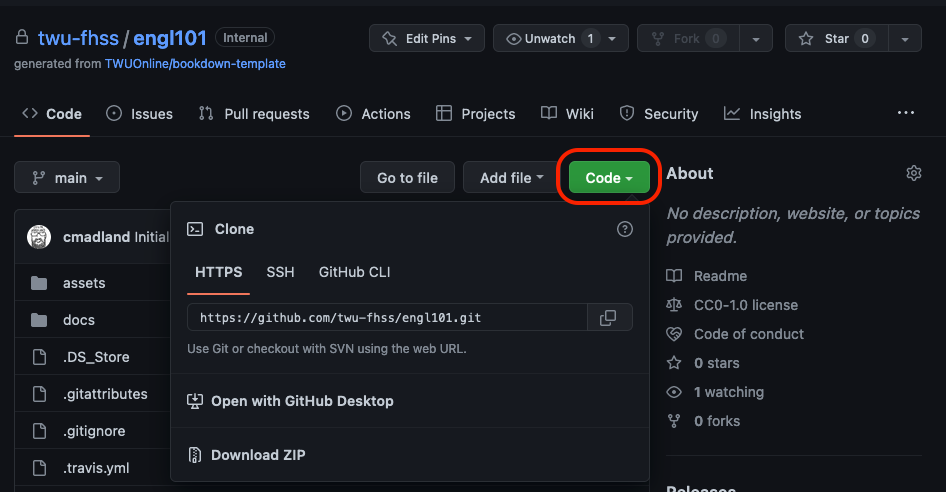 twu-fhss / engl101 Internal Edit Pins Unwatch 1 Fork 0 Star 0
generated from TWUOnline/bookdown-template
Code Issues Pull requests Actions Projects Wiki Security Insights ...
main Go to file Add file Code
About
No description, website, or topics
provided.
Readme
CC0-1.0 license
Code of conduct
0 stars
1 watching
0 forks
Releases
cmadland Initial
assets
docs
.DS_Store
.gitattributes
.gitignore
.travis.yml
Clone
HTTPS SSH GitHub CLI
https://github.com/twu-fhss/engl101.git
Use Git or checkout with SVN using the web URL.
Open with GitHub Desktop
Download ZIP